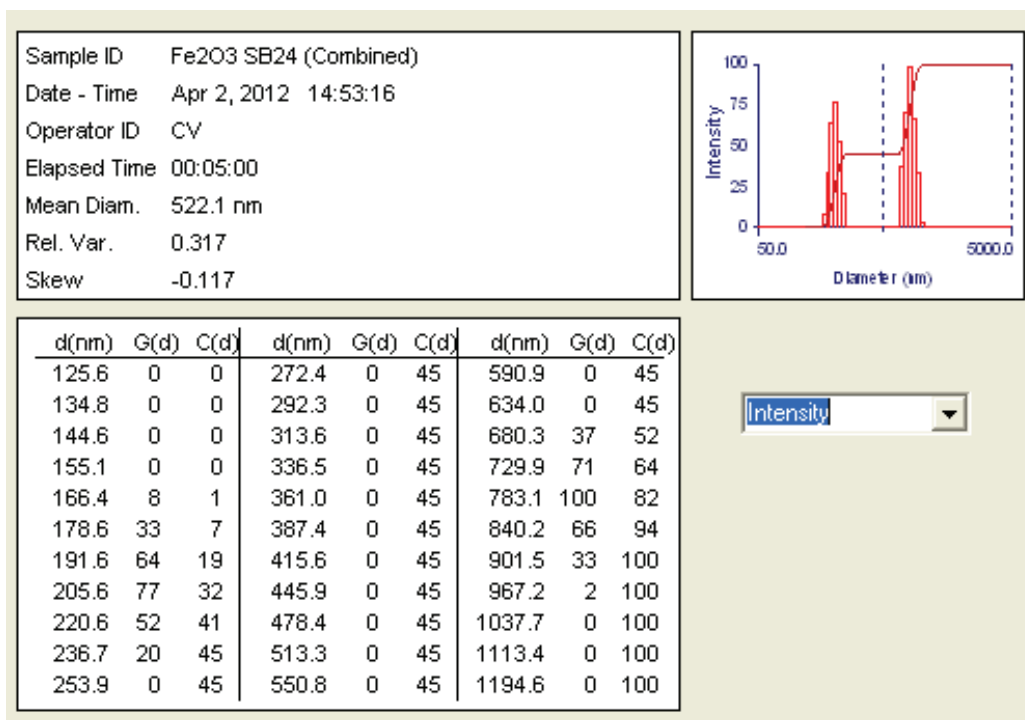 Sample ID Fe2O3 SB24 (Combined)
Date - Time Apr 2, 2012 14:53:16
Operator ID CV
Elapsed Time 00:05:00
Mean Diam. 522.1 nm
Rel. Var. 0.317
Skew -0.117
100
75
50
25
0
Intensity
50.0 5000.0
Diameter (nm)
d(nm) G(d) C(d) d(nm) G(d) C(d) d(nm) G(d) C(d)
125.6 0 0 272.4 0 45 590.9 0 45
134.8 0 0 292.3 0 45 634.0 0 45
144.6 0 0 313.6 0 45 680.3 37 52
155.1 0 0 336.5 0 45 729.9 71 64
166.4 8 1 361.0 0 45 783.1 100 82
178.6 33 7 387.4 0 45 840.2 66 94
191.6 64 19 415.6 0 45 901.5 33 100
205.6 77 32 445.9 0 45 967.2 2 100
220.6 52 41 478.4 0 45 1037.7 0 100
236.7 20 45 513.3 0 45 1113.4 0 100
253.9 0 45 550.8 0 45 1194.6 0 100
Intensity